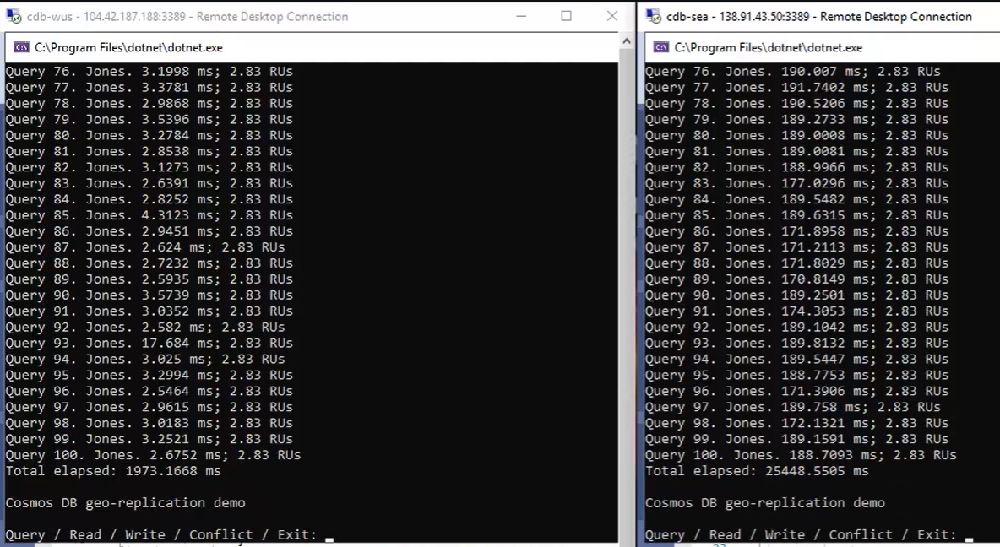 cdb-wus - 104.42.187.188:3389 - Remote Desktop Connection
C:\Program Files\dotnet\dotnet.exe
Query 76. Jones. 3.1998 ms; 2.83 RUs
Query 77. Jones. 3.3781 ms; 2.83 RUs
Query 78. Jones. 2.9868 ms; 2.83 RUs
Query 79. Jones. 3.5396 ms; 2.83 RUs
Query 80. Jones. 3.2784 ms; 2.83 RUs
Query 81. Jones. 2.8538 ms; 2.83 RUs
Query 82. Jones. 3.1273 ms; 2.83 RUs
Query 83. Jones. 2.6391 ms; 2.83 RUs
Query 84. Jones. 2.8252 ms; 2.83 RUs
Query 85. Jones. 4.3123 ms; 2.83 RUs
Query 86. Jones. 2.9451 ms; 2.83 RUs
Query 87. Jones. 2.624 ms; 2.83 RUs
Query 88. Jones. 2.7232 ms; 2.83 RUs
Query 89. Jones. 2.5935 ms; 2.83 RUs
Query 90. Jones. 3.5739 ms; 2.83 RUs
Query 91. Jones. 3.0352 ms; 2.83 RUs
Query 92. Jones. 2.582 ms; 2.83 RUs
Query 93. Jones. 17.684 ms; 2.83 RUs
Query 94. Jones. 3.025 ms; 2.83 RUs
Query 95. Jones. 3.2994 ms; 2.83 RUs
Query 96. Jones. 2.5464 ms; 2.83 RUs
Query 97. Jones. 2.9615 ms; 2.83 RUs
Query 98. Jones. 3.0183 ms; 2.83 RUs
Query 99. Jones. 3.2521 ms; 2.83 RUs
Query 100. Jones. 2.6752 ms; 2.83 RUs
Total elapsed: 1973.1668 ms
Cosmos DB geo-replication demo
Query / Read / Write / Conflict / Exit:
cdb-sea - 138.91.43.50:3389 - Remote Desktop Connection
C:\Program Files\dotnet\dotnet.exe
Query 76. Jones. 190.007 ms; 2.83 RUs
Query 77. Jones. 191.7402 ms; 2.83 RUs
Query 78. Jones. 190.5206 ms; 2.83 RUs
Query 79. Jones. 189.2733 ms; 2.83 RUs
Query 80. Jones. 189.0008 ms; 2.83 RUs
Query 81. Jones. 189.0081 ms; 2.83 RUs
Query 82. Jones. 188.9966 ms; 2.83 RUs
Query 83. Jones. 177.0296 ms; 2.83 RUs
Query 84. Jones. 189.5482 ms; 2.83 RUs
Query 85. Jones. 189.6315 ms; 2.83 RUs
Query 86. Jones. 171.8958 ms; 2.83 RUs
Query 87. Jones. 171.2113 ms; 2.83 RUs
Query 88. Jones. 171.8029 ms; 2.83 RUs
Query 89. Jones. 170.8149 ms; 2.83 RUs
Query 90. Jones. 189.2501 ms; 2.83 RUs
Query 91. Jones. 174.3053 ms; 2.83 RUs
Query 92. Jones. 189.1042 ms; 2.83 RUs
Query 93. Jones. 189.8132 ms; 2.83 RUs
Query 94. Jones. 189.5447 ms; 2.83 RUs
Query 95. Jones. 188.7753 ms; 2.83 RUs
Query 96. Jones. 171.3906 ms; 2.83 RUs
Query 97. Jones. 189.758 ms; 2.83 RUs
Query 98. Jones. 172.1321 ms; 2.83 RUs
Query 99. Jones. 189.1591 ms; 2.83 RUs
Query 100. Jones. 188.7093 ms; 2.83 RUs
Total elapsed: 25448.5505 ms
Cosmos DB geo-replication demo
Query / Read / Write / Conflict / Exit: